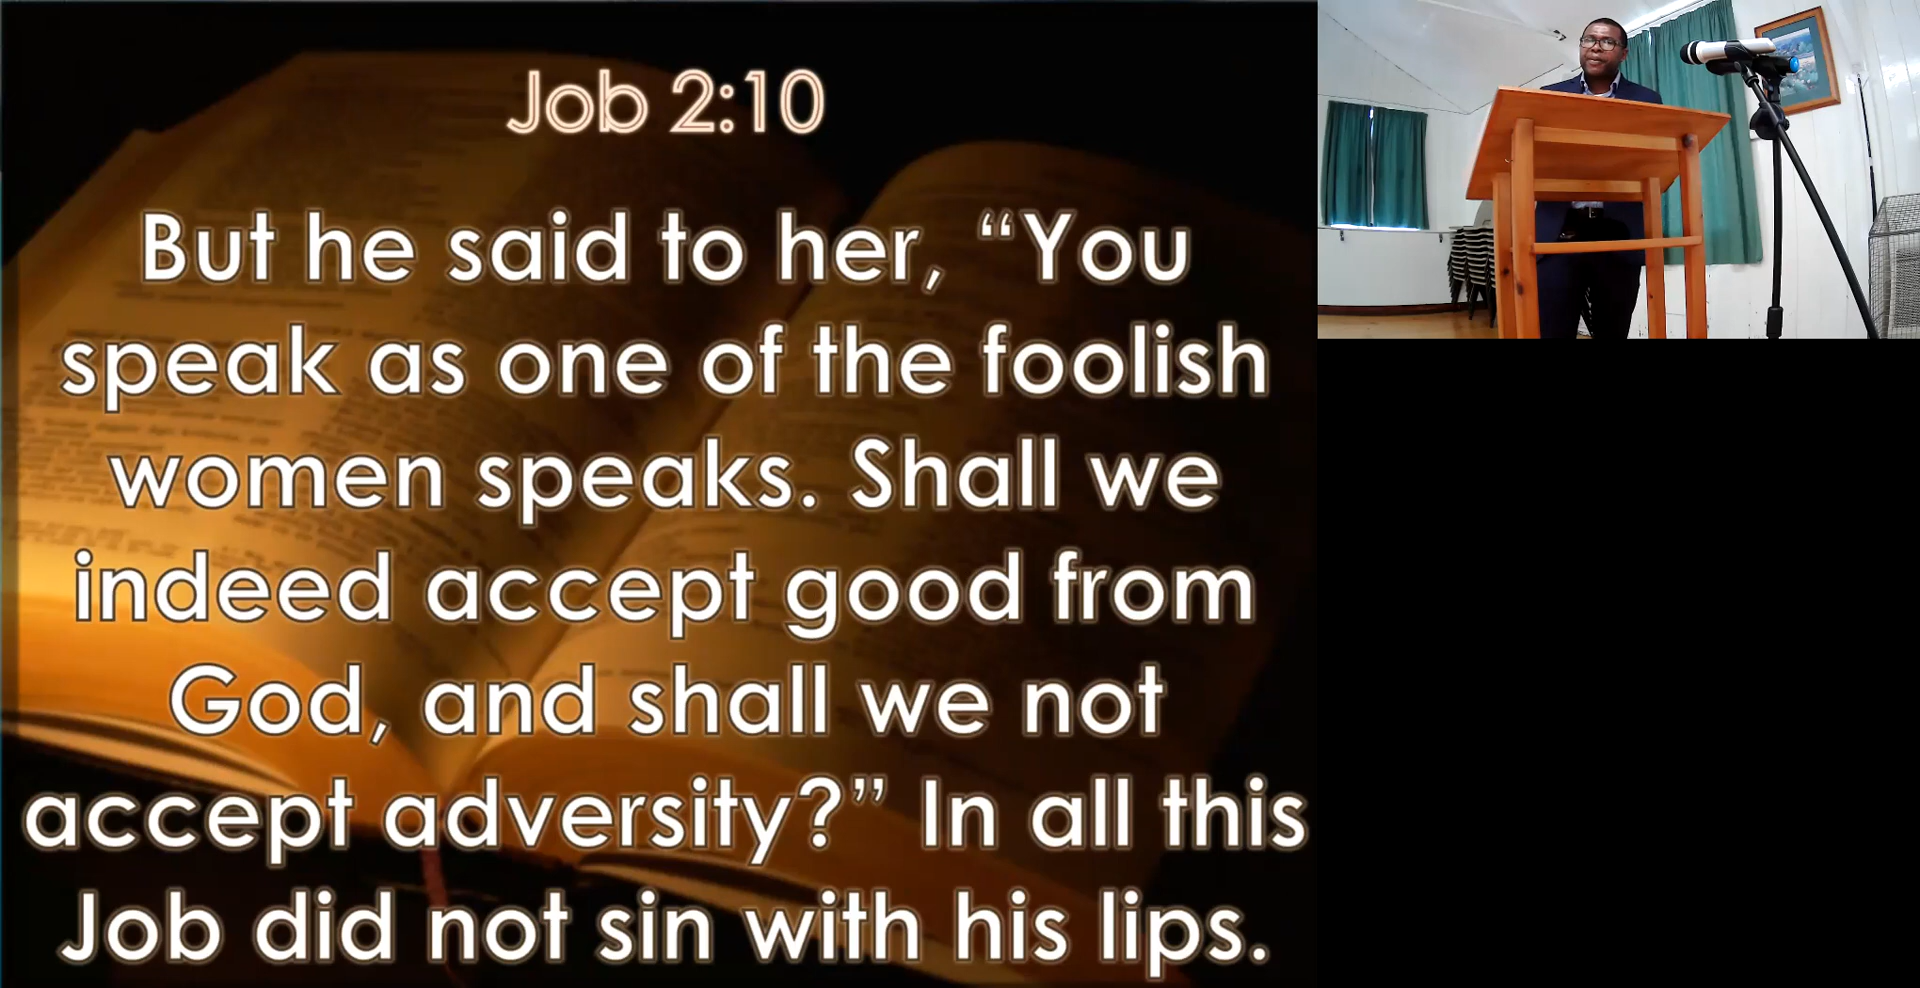 Job 2:10
But he said to her, “You
speak as one of the foolish
women speaks. Shall we
indeed accept good from
God, and shall we not
accept adversity?” In all this
Job did not sin with his lips.